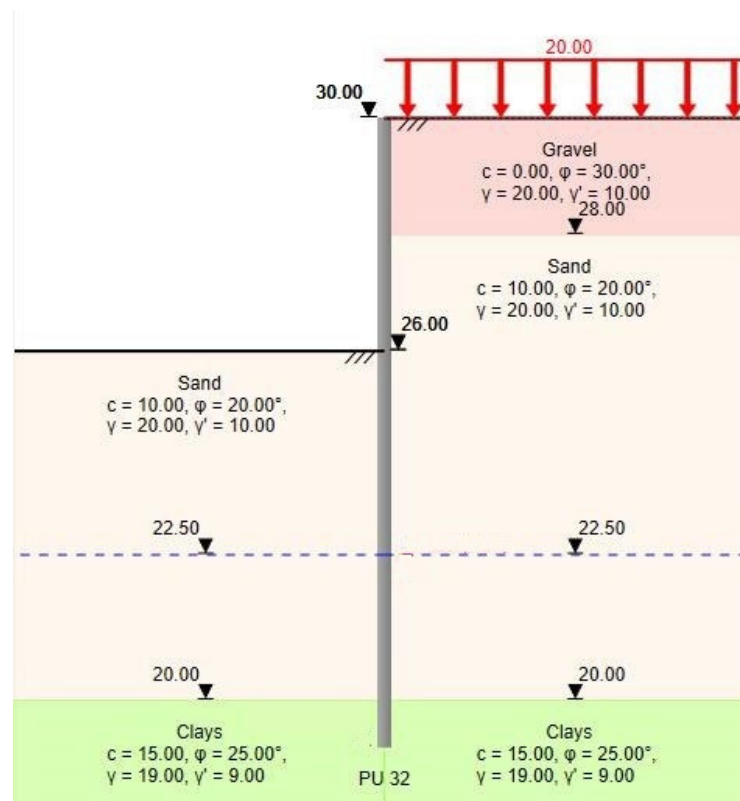 20.00
30.00
Gravel
c = 0.00, φ = 30.00°,
γ = 20.00, γ' = 10.00
28.00
Sand
c = 10.00, φ = 20.00°,
γ = 20.00, γ' = 10.00
26.00
Sand
c = 10.00, φ = 20.00°,
γ = 20.00, γ' = 10.00
22.50
22.50
20.00
20.00
Clays
c = 15.00, φ = 25.00°,
γ = 19.00, γ' = 9.00
Clays
c = 15.00, φ = 25.00°,
γ = 19.00, γ' = 9.00
PU 32